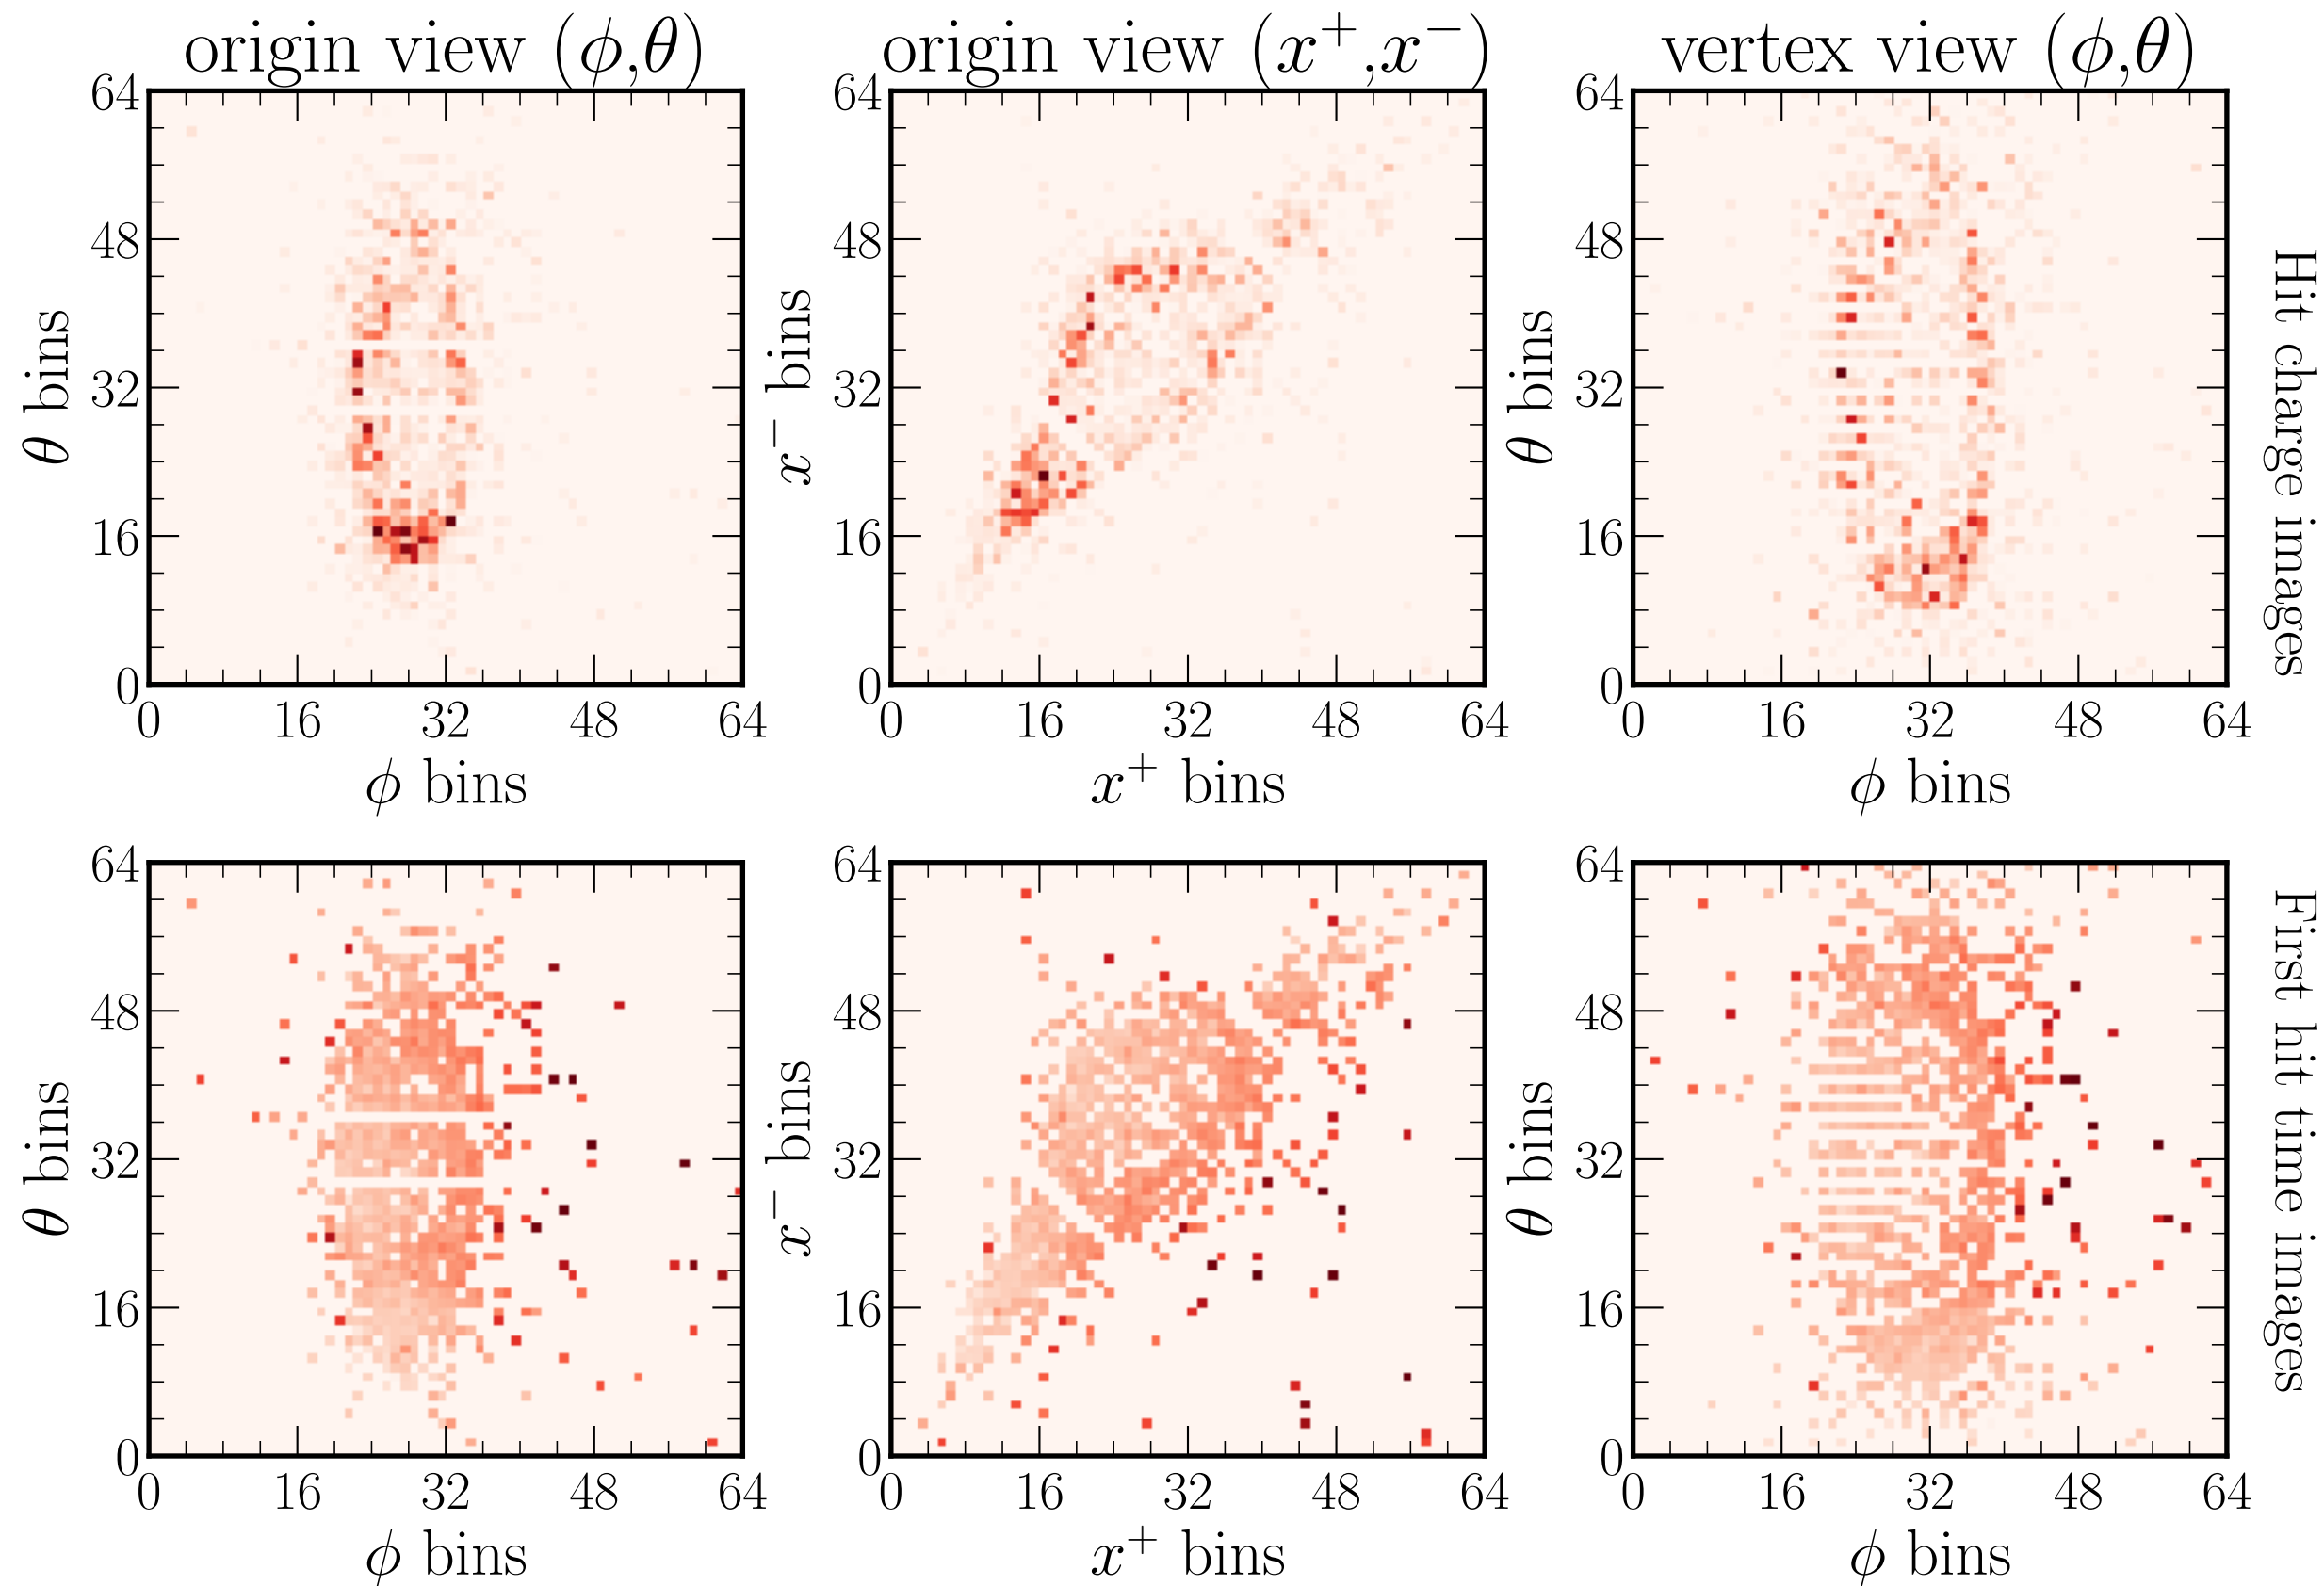 origin view (ϕ,θ)
origin view (x⁺,x⁻)
vertex view (ϕ,θ)
64
48
32
16
0
θ bins
0 16 32 48 64
ϕ bins
64
48
32
16
0
x⁻ bins
0 16 32 48 64
x⁺ bins
64
48
32
16
0
θ bins
0 16 32 48 64
ϕ bins
Hit charge images
64
48
32
16
0
θ bins
0 16 32 48 64
ϕ bins
64
48
32
16
0
x⁻ bins
0 16 32 48 64
x⁺ bins
64
48
32
16
0
θ bins
0 16 32 48 64
ϕ bins
First hit time images